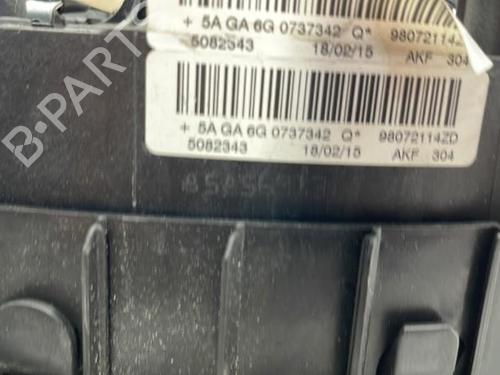 + 5A GA 6G 0737342 Q* 98072114Z
5082343 18/02/15 AKF 304
+ 5A GA 6G 0737342 Q* 98072114ZD
5082343 18/02/15 AKF 304
B-PARTS